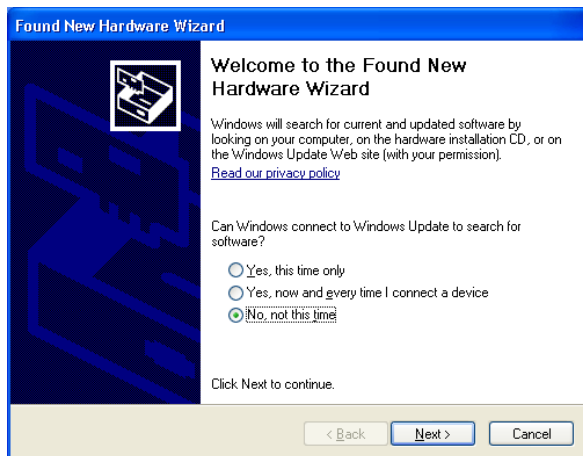 Found New Hardware Wizard
Welcome to the Found New
Hardware Wizard
Windows will search for current and updated software by
looking on your computer, on the hardware installation CD, or on
the Windows Update Web site (with your permission).
Read our privacy policy
Can Windows connect to Windows Update to search for
software?
Yes, this time only
Yes, now and every time I connect a device
No, not this time
Click Next to continue.
< Back
Next >
Cancel